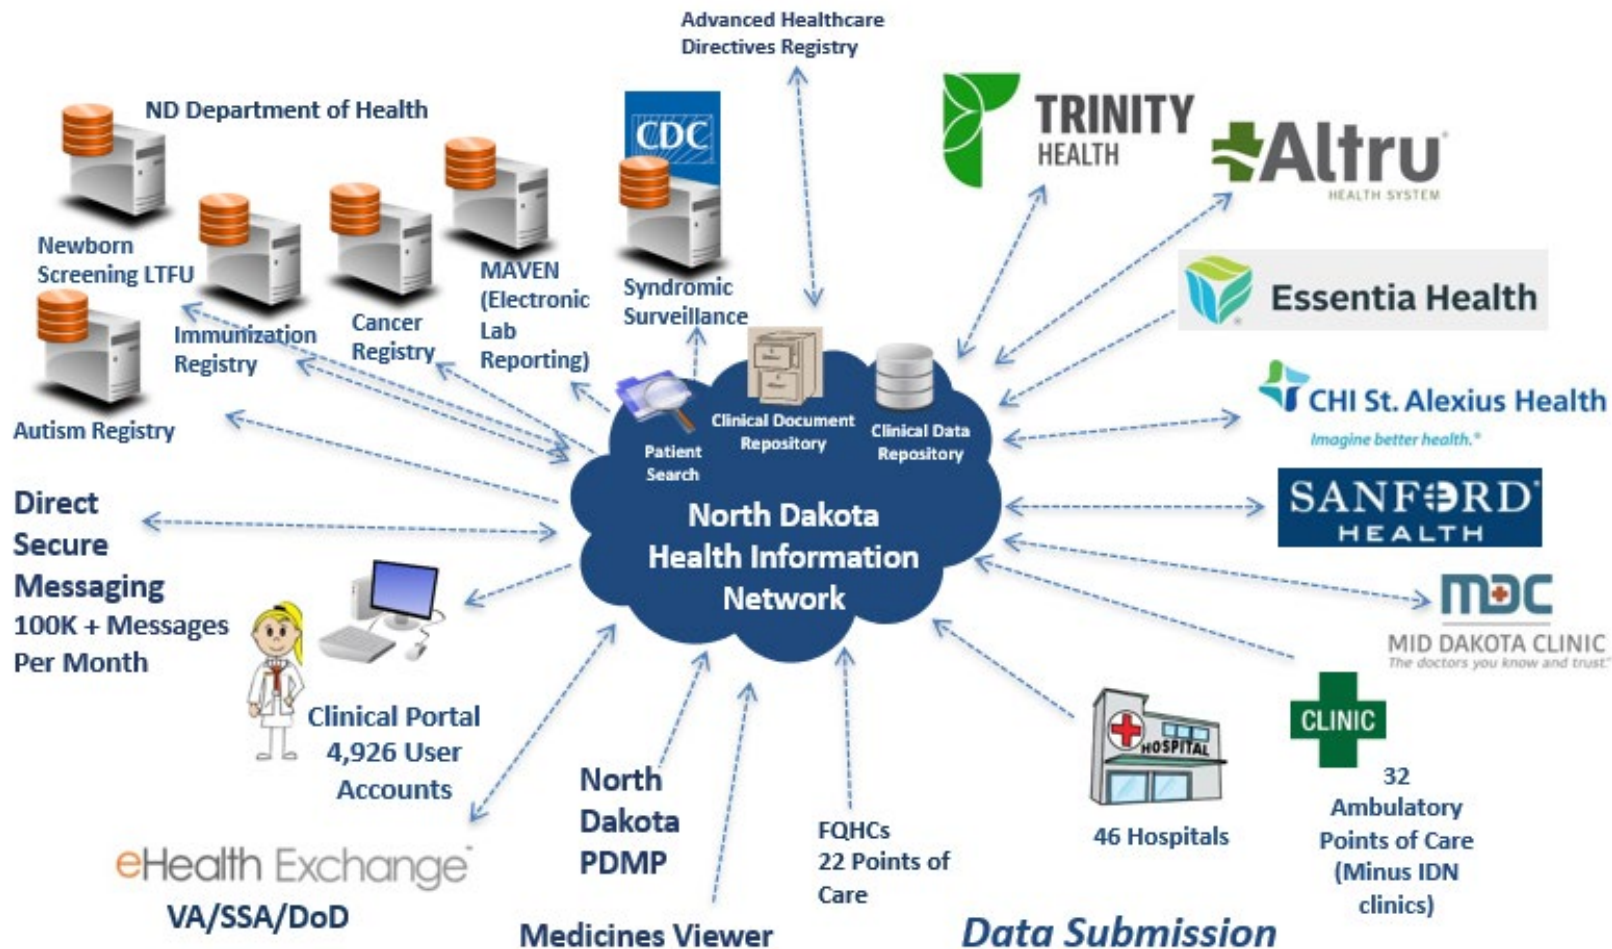 Advanced Healthcare
Directives Registry
ND Department of Health
CDC
TRINITY
HEALTH
Altru
HEALTH SYSTEM
Newborn
Screening LTFU
MAVEN
(Electronic
Lab
Reporting)
Syndromic
Surveillance
Immunization
Registry
Cancer
Registry
Essentia Health
Autism Registry
Patient
Search
Clinical Document
Repository
Clinical Data
Repository
CHI St. Alexius Health
Imagine better health.®
North Dakota
Health Information
Network
SANFORD
HEALTH
Direct
Secure
Messaging
100K + Messages
Per Month
MDC
MID DAKOTA CLINIC
The doctors you know and trust.
Clinical Portal
4,926 User
Accounts
HOSPITAL
46 Hospitals
CLINIC
32
Ambulatory
Points of Care
(Minus IDN
clinics)
North
Dakota
PDMP
FQHCs
22 Points of
Care
eHealth Exchange™
VA/SSA/DoD
Medicines Viewer
Data Submission